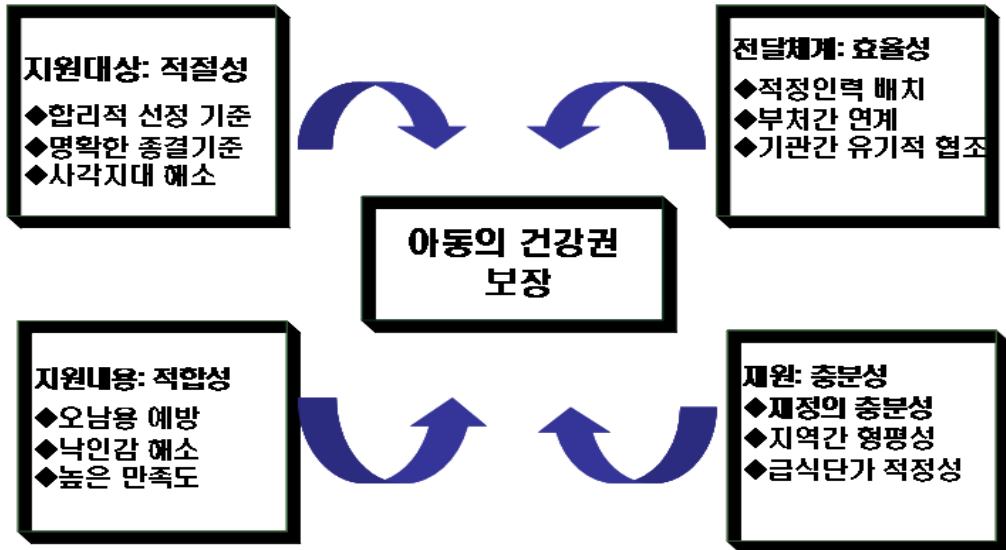 지원대상: 적절성
◆합리적 선정 기준
◆명확한 종결기준
◆사각지대 해소
전달체계: 효율성
◆적정인력 배치
◆부처간 연계
◆기관간 유기적 협조
아동의 건강권
보장
지원내용: 적합성
◆오남용 예방
◆낙인감 해소
◆높은 만족도
재원: 충분성
◆재정의 충분성
◆지역간 형평성
◆급식단가 적정성